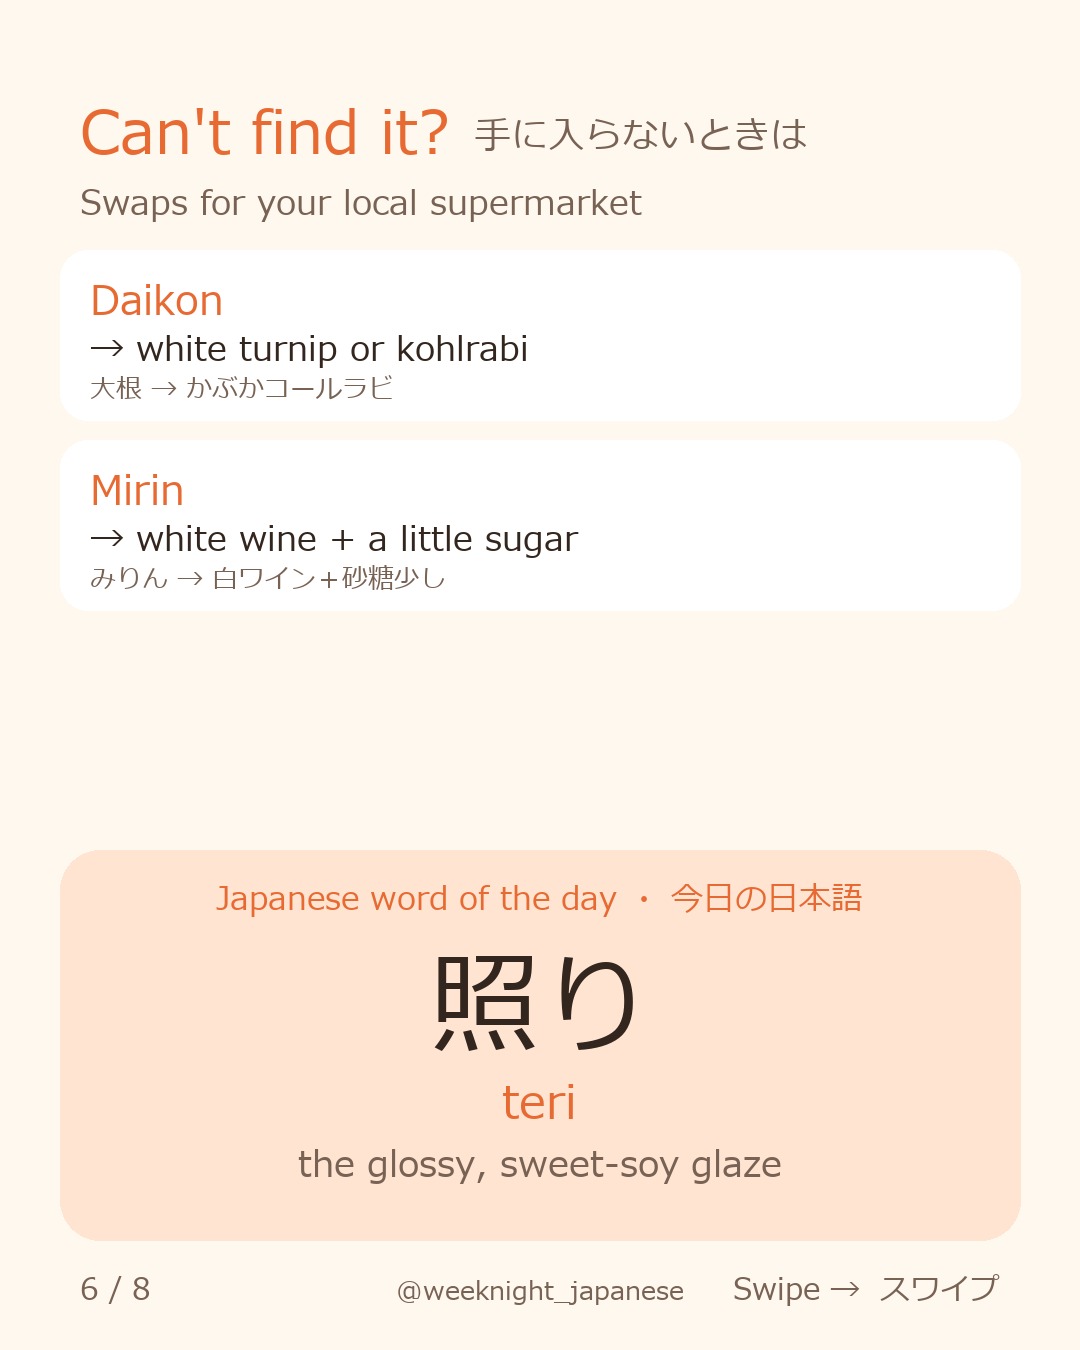 Can't find it? 手に入らないときは
Swaps for your local supermarket
Daikon
→ white turnip or kohlrabi
大根 → かぶかコールラビ
Mirin
→ white wine + a little sugar
みりん → 白ワイン+砂糖少し
Japanese word of the day ・ 今日の日本語
照り
teri
the glossy, sweet-soy glaze
6 / 8 @weeknight_japanese Swipe → スワイプ